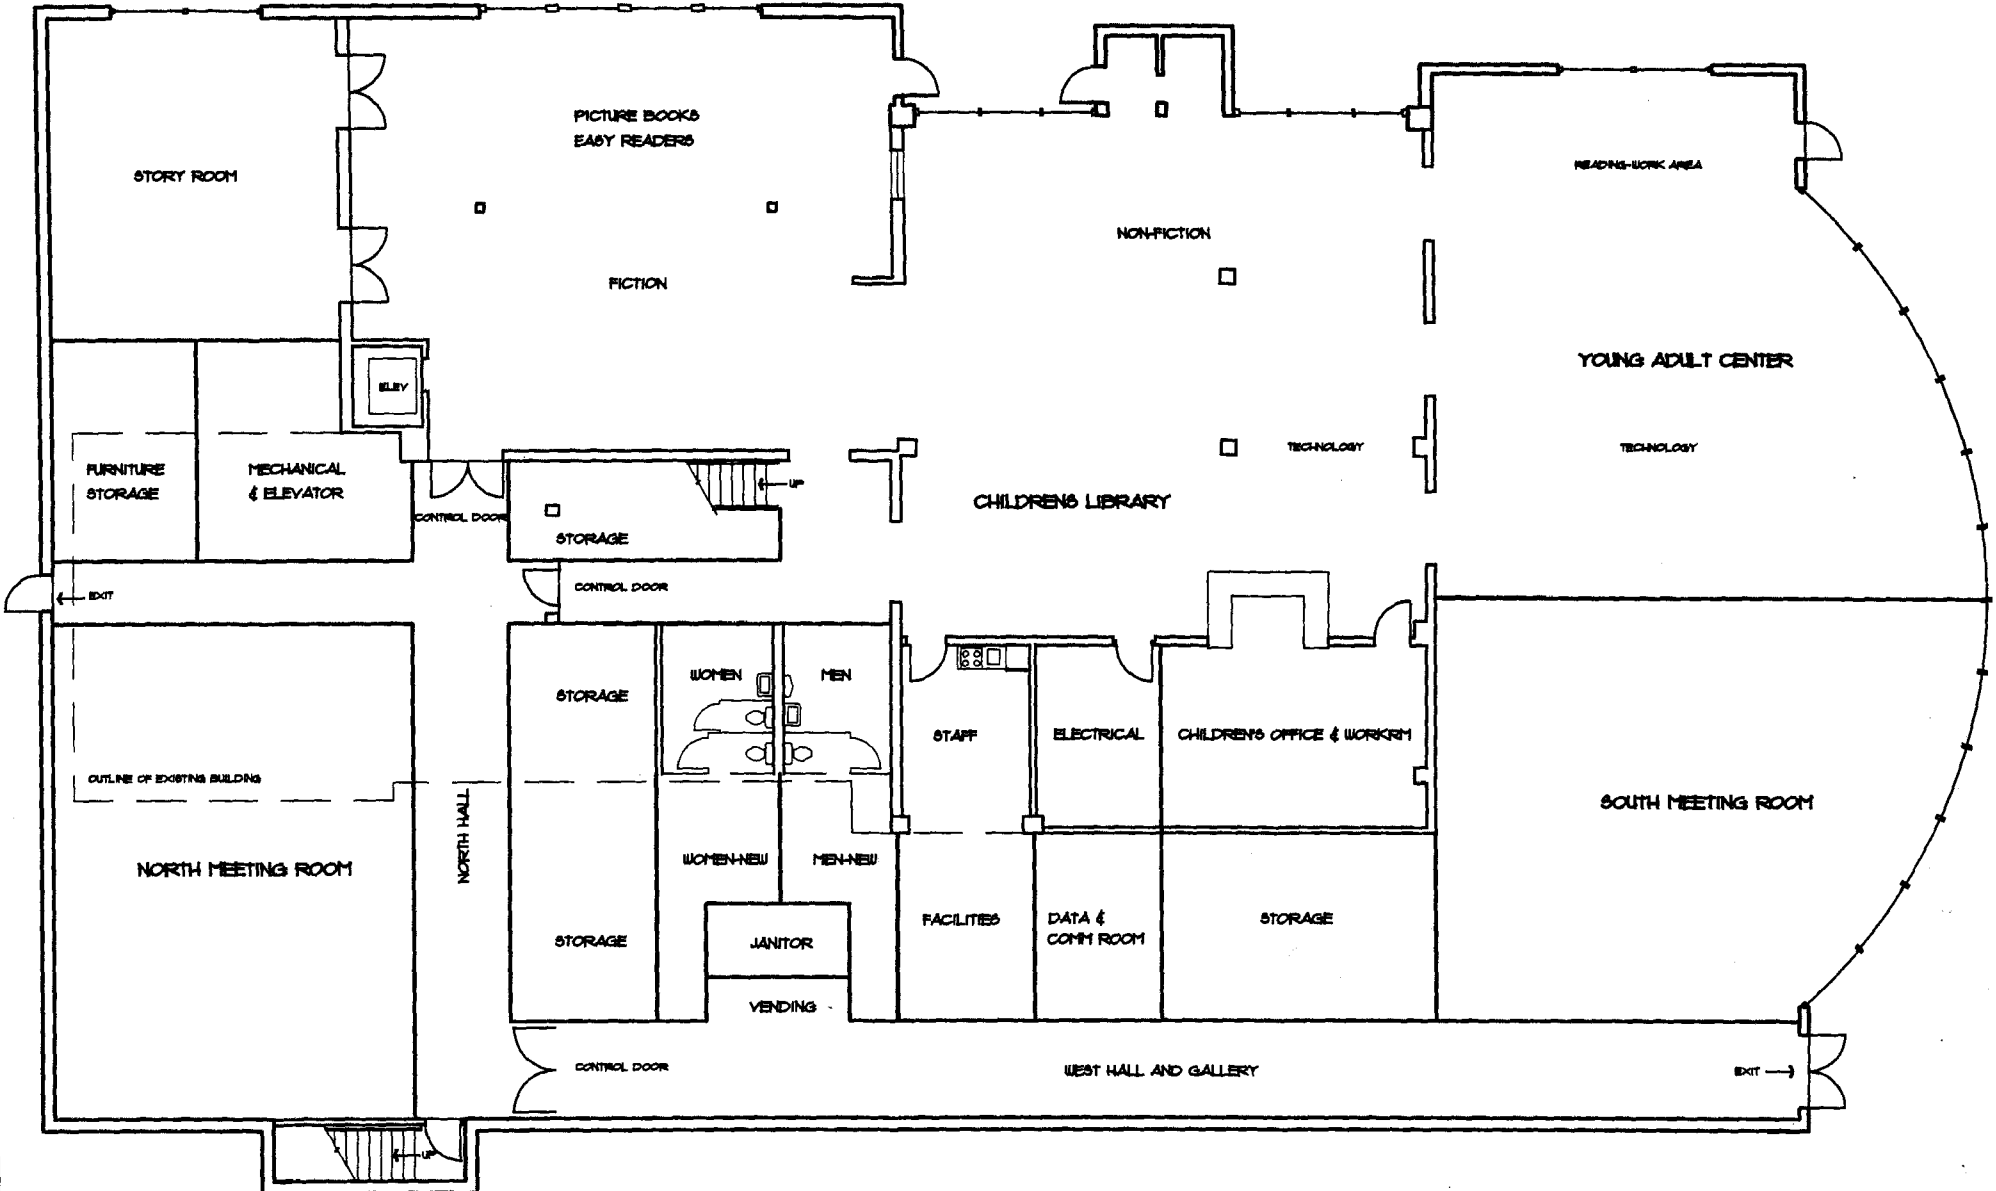 PICTURE BOOKS
EASY READERS
STORY ROOM
READING-WORK AREA
NON-FICTION
FICTION
YOUNG ADULT CENTER
ELEV
TECHNOLOGY
TECHNOLOGY
FURNITURE
STORAGE
MECHANICAL
& ELEVATOR
UP
CHILDRENS LIBRARY
CONTROL DOOR
STORAGE
CONTROL DOOR
EXIT
WOMEN
MEN
STORAGE
STAFF
ELECTRICAL
CHILDREN'S OFFICE & WORKRM
OUTLINE OF EXISTING BUILDING
SOUTH MEETING ROOM
NORTH HALL
NORTH MEETING ROOM
WOMEN-NEW
MEN-NEW
FACILITIES
DATA &
COMM ROOM
STORAGE
STORAGE
JANITOR
VENDING
CONTROL DOOR
WEST HALL AND GALLERY
EXIT
UP